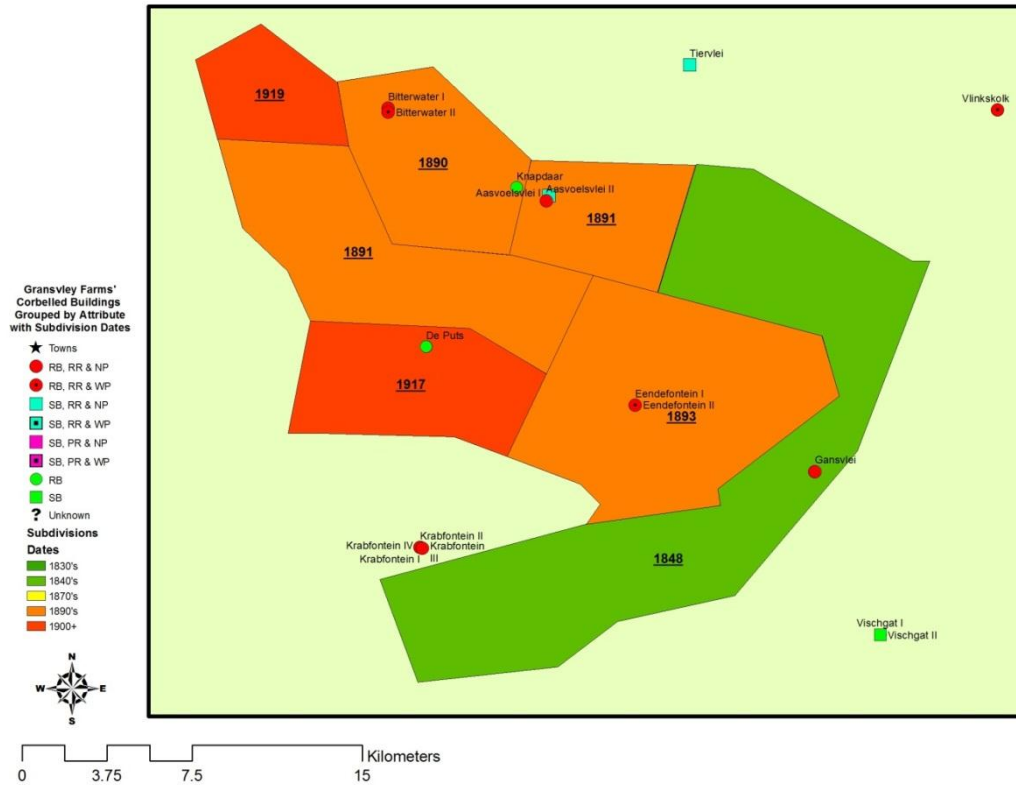 Gransvley Farms'
Corbelled Buildings
Grouped by Attribute
with Subdivision Dates
Towns
RB, RR & NP
RB, RR & WP
SB, RR & NP
SB, RR & WP
SB, PR & NP
SB, PR & WP
RB
SB
? Unknown
Subdivisions
Dates
1830's
1840's
1870's
1890's
1900+
N
W E
S
0 3.75 7.5 15
Kilometers
Tiervlei
Vlinkskolk
1919
Bitterwater I
Bitterwater II
1890
Knapdaar
Aasvoelsvlei I
Aasvoelsvlei II
1891
1891
De Puts
1917
Eendefontein I
Eendefontein II
1893
Gansvlei
Krabfontein II
Krabfontein IV
Krabfontein
Krabfontein I
III
1848
Vischgat I
Vischgat II